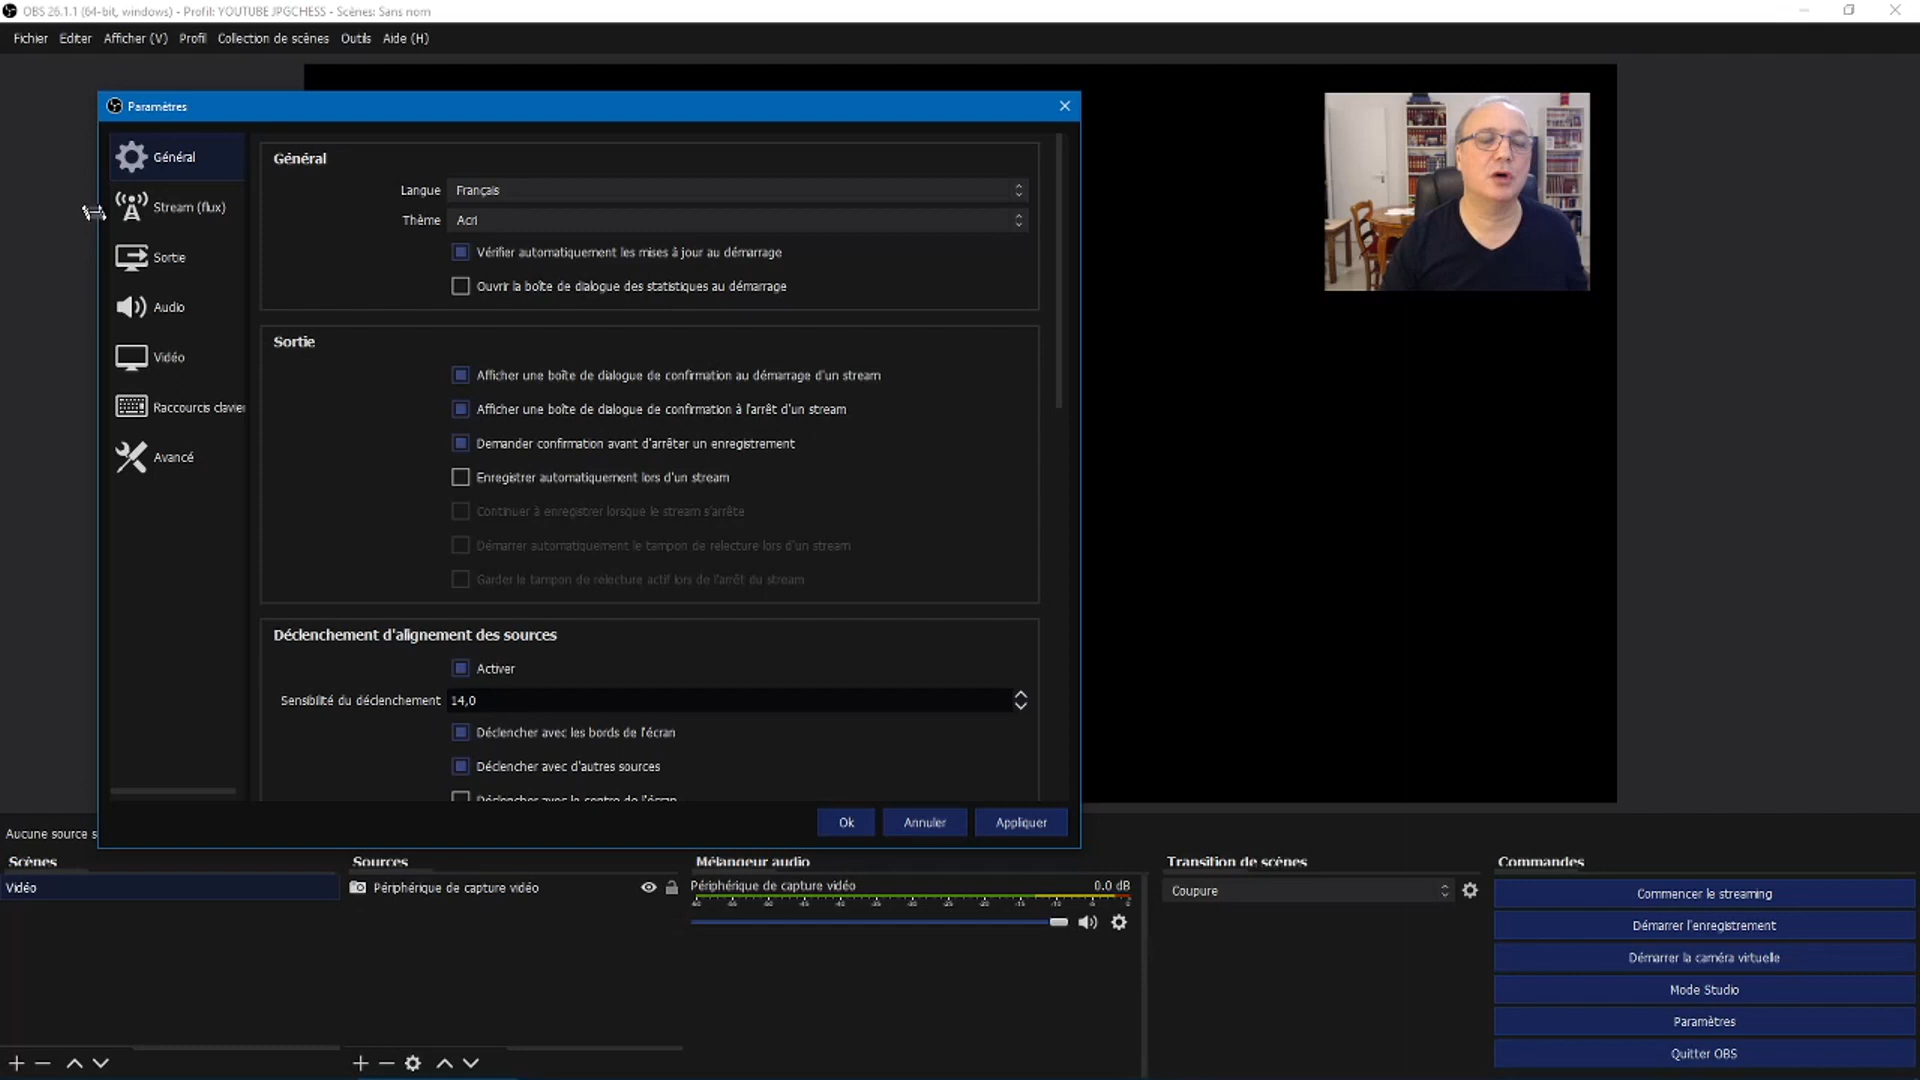 OBS 26.1.1 (64-bit, windows) - Profil: YOUTUBE JPGCHESS - Scènes: Sans nom
Fichier Editer Afficher (V) Profil Collection de scènes Outils Aide (H)
Paramètres
Général
Stream (flux)
Sortie
Audio
Vidéo
Raccourcis clavier
Avancé
Général
Langue Français
Thème Acri
Vérifier automatiquement les mises à jour au démarrage
Ouvrir la boîte de dialogue des statistiques au démarrage
Sortie
Afficher une boîte de dialogue de confirmation au démarrage d'un stream
Afficher une boîte de dialogue de confirmation à l'arrêt d'un stream
Demander confirmation avant d'arrêter un enregistrement
Enregistrer automatiquement lors d'un stream
Continuer à enregistrer lorsque le stream s'arrête
Démarrer automatiquement le tampon de relecture lors d'un stream
Garder le tampon de relecture actif lors de l'arrêt du stream
Déclenchement d'alignement des sources
Activer
Sensibilité du déclenchement 14,0
Déclencher avec les bords de l'écran
Déclencher avec d'autres sources
Déclencher avec le centre de l'écran
Ok Annuler Appliquer
Aucune source s
Scènes
Vidéo
Sources
Périphérique de capture vidéo
Mélangeur audio
Périphérique de capture vidéo 0.0 dB
Transition de scènes
Coupure
Commandes
Commencer le streaming
Démarrer l'enregistrement
Démarrer la caméra virtuelle
Mode Studio
Paramètres
Quitter OBS